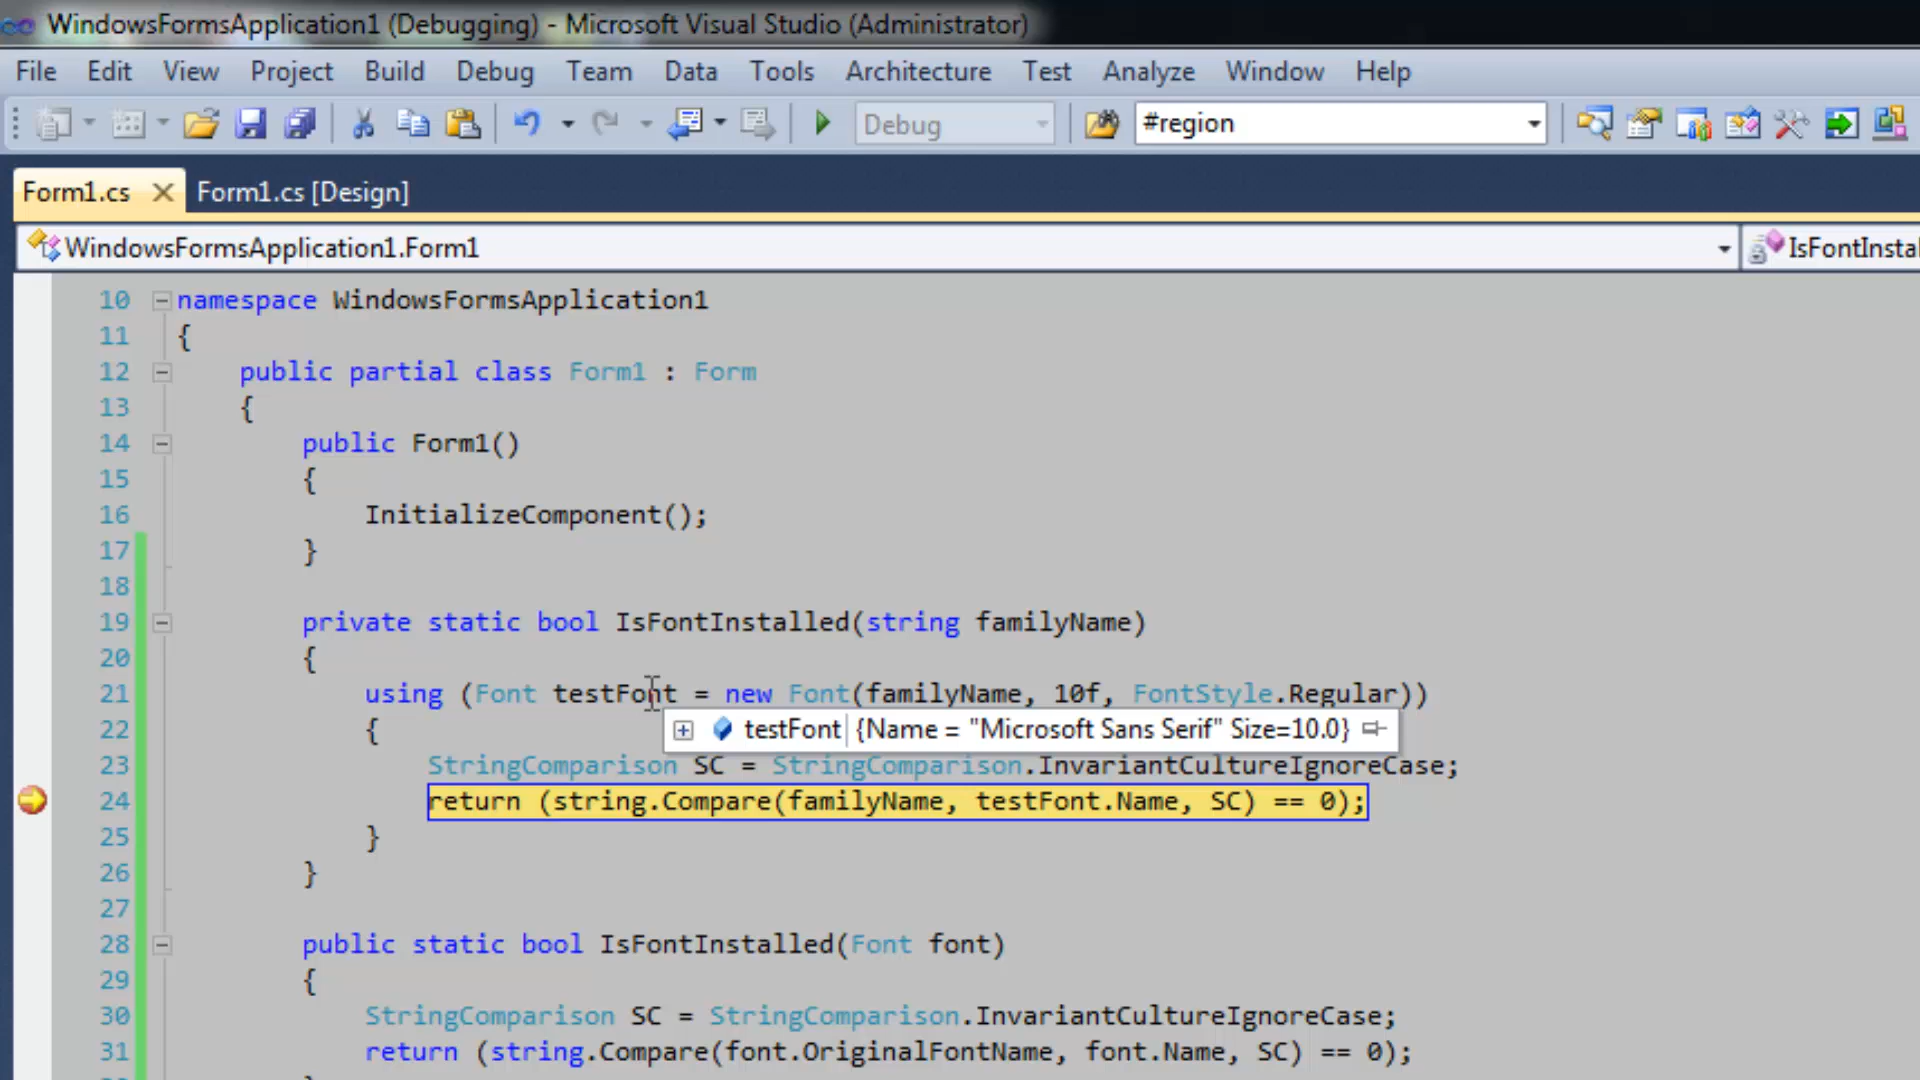 WindowsFormsApplication1 (Debugging) - Microsoft Visual Studio (Administrator)
File Edit View Project Build Debug Team Data Tools Architecture Test Analyze Window Help
Debug #region
Form1.cs Form1.cs [Design]
WindowsFormsApplication1.Form1 IsFontInstal
10 namespace WindowsFormsApplication1
11 {
12 public partial class Form1 : Form
13 {
14 public Form1()
15 {
16 InitializeComponent();
17 }
18
19 private static bool IsFontInstalled(string familyName)
20 {
21 using (Font testFont = new Font(familyName, 10f, FontStyle.Regular))
22 {
testFont {Name = "Microsoft Sans Serif" Size=10.0}
23 StringComparison SC = StringComparison.InvariantCultureIgnoreCase;
24 return (string.Compare(familyName, testFont.Name, SC) == 0);
25 }
26 }
27
28 public static bool IsFontInstalled(Font font)
29 {
30 StringComparison SC = StringComparison.InvariantCultureIgnoreCase;
31 return (string.Compare(font.OriginalFontName, font.Name, SC) == 0);